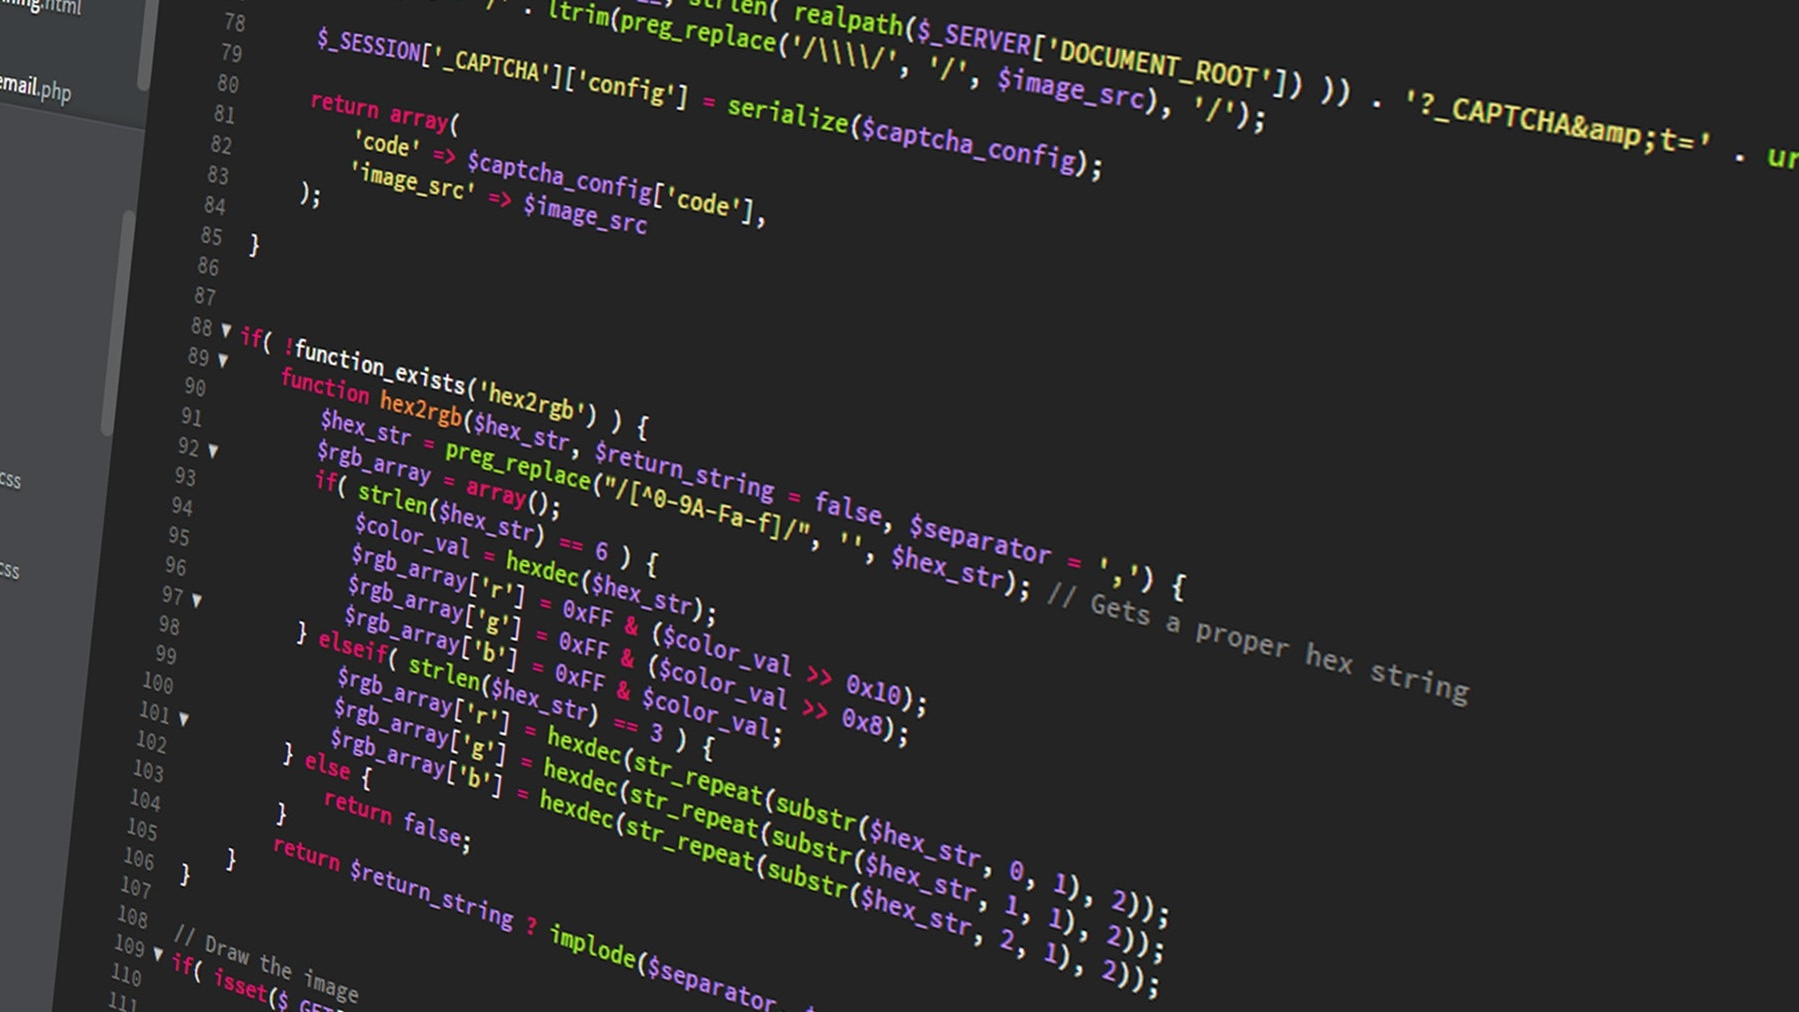 ning.html
email.php
css
css
78
79
80
81
82
83
84
85
86
87
88
89
90
91
92
93
94
95
96
97
98
99
100
101
102
103
104
105
106
107
108
109
110
111
strlen( realpath($_SERVER['DOCUMENT_ROOT']) )) . '?_CAPTCHA&amp;t=' . ur
. ltrim(preg_replace('/\\\\/', '/', $image_src), '/');
$_SESSION['_CAPTCHA']['config'] = serialize($captcha_config);
return array(
'code' => $captcha_config['code'],
'image_src' => $image_src
);
}
if( !function_exists('hex2rgb') ) {
function hex2rgb($hex_str, $return_string = false, $separator = ',') {
$hex_str = preg_replace("/[^0-9A-Fa-f]/", '', $hex_str); // Gets a proper hex string
$rgb_array = array();
if( strlen($hex_str) == 6 ) {
$color_val = hexdec($hex_str);
$rgb_array['r'] = 0xFF & ($color_val >> 0x10);
$rgb_array['g'] = 0xFF & ($color_val >> 0x8);
$rgb_array['b'] = 0xFF & $color_val;
} elseif( strlen($hex_str) == 3 ) {
$rgb_array['r'] = hexdec(str_repeat(substr($hex_str, 0, 1), 2));
$rgb_array['g'] = hexdec(str_repeat(substr($hex_str, 1, 1), 2));
$rgb_array['b'] = hexdec(str_repeat(substr($hex_str, 2, 1), 2));
} else {
return false;
}
return $return_string ? implode($separator,
}
}
// Draw the image
if( isset($_GET[